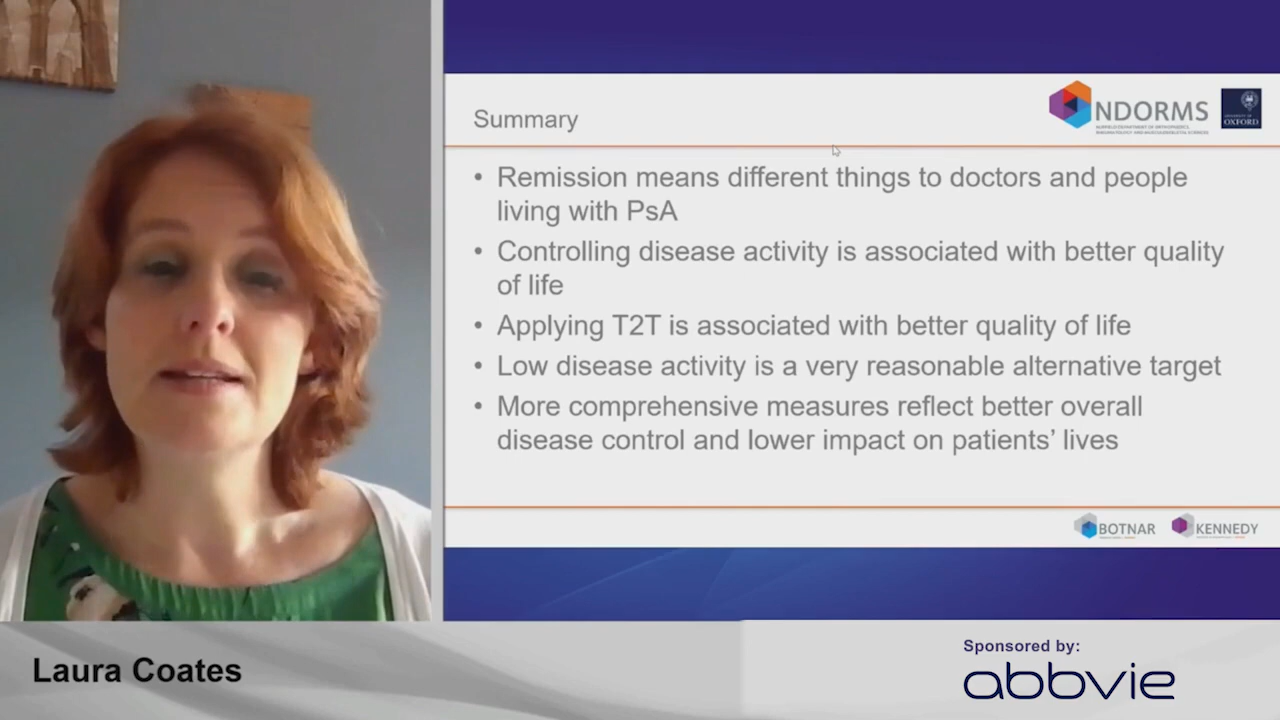 Summary
NDORMS
UNIVERSITY OF
OXFORD
• Remission means different things to doctors and people
living with PsA
• Controlling disease activity is associated with better quality
of life
• Applying T2T is associated with better quality of life
• Low disease activity is a very reasonable alternative target
• More comprehensive measures reflect better overall
disease control and lower impact on patients' lives
BOTNAR
KENNEDY
Laura Coates
Sponsored by:
abbvie